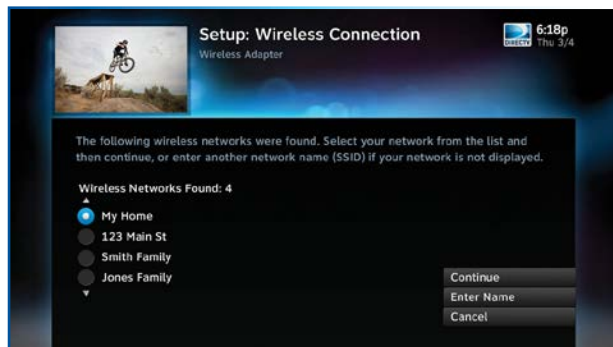 Setup: Wireless Connection
Wireless Adapter
DIRECTV
6:18p
Thu 3/4
The following wireless networks were found. Select your network from the list and
then continue, or enter another network name (SSID) if your network is not displayed.
Wireless Networks Found: 4
My Home
123 Main St
Smith Family
Jones Family
Continue
Enter Name
Cancel